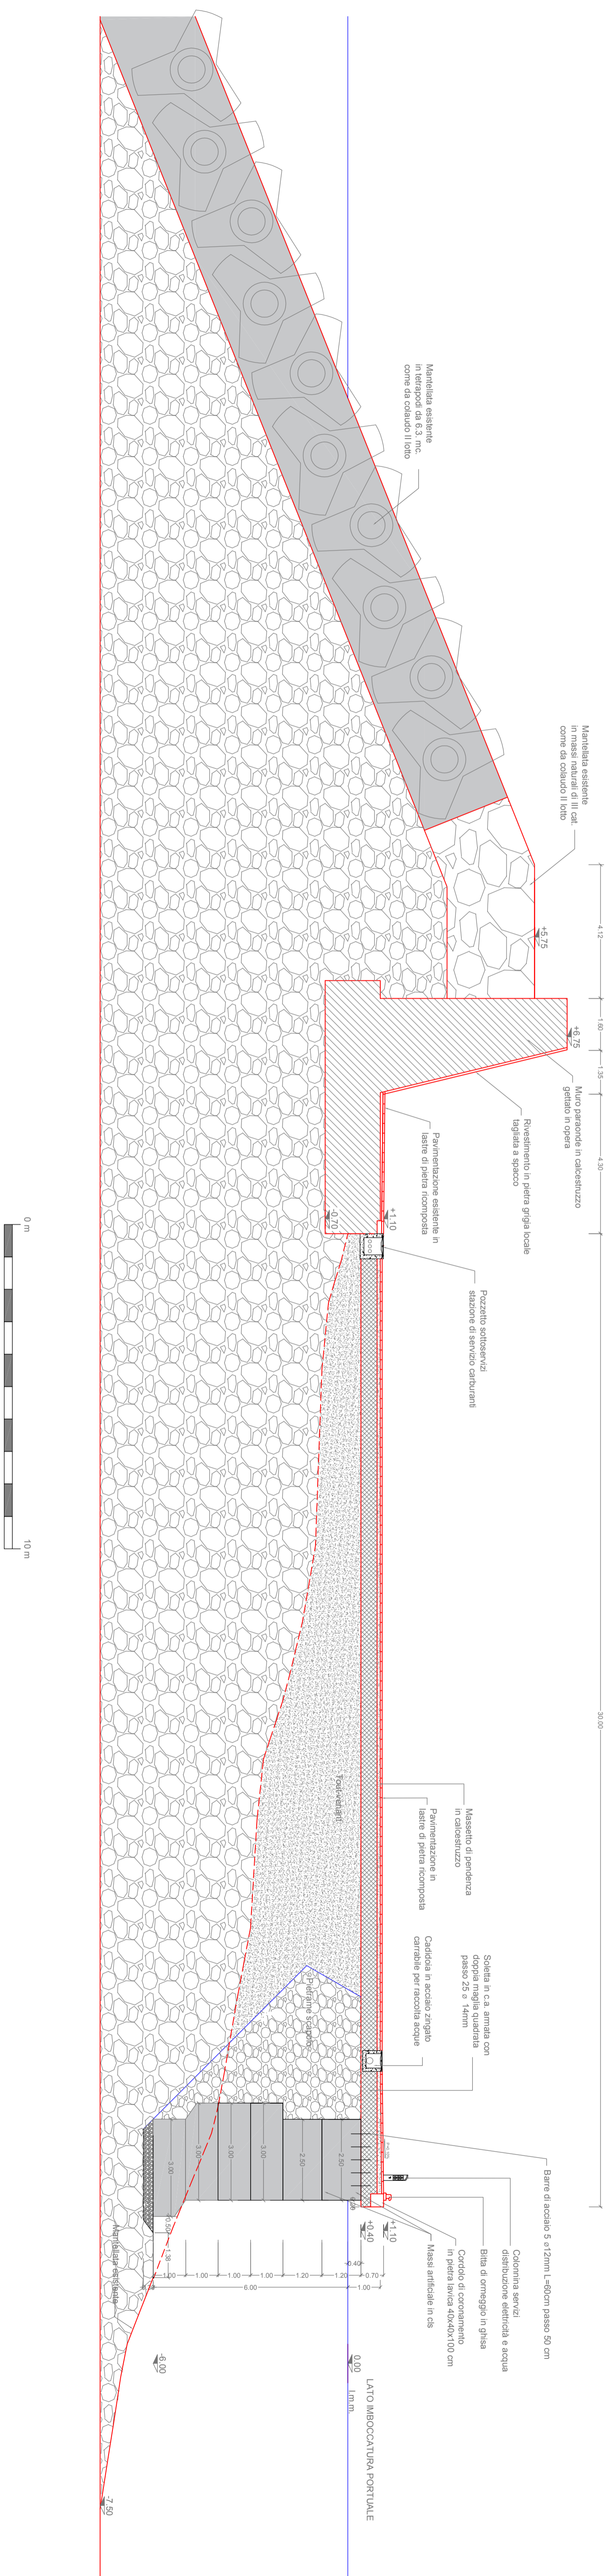 Mantellata esistente
in tetrapodi da 6.3. mc.
come da colaudo II lotto
Mantellata esistente
in massi naturali di III cat.
come da colaudo II lotto
4.12
1.60
1.35
4.30
30.00
+5.75
+6.75
Muro paraonde in calcestruzzo
gettato in opera
Rivestimento in pietra grigia locale
tagliata a spacco
Pavimentazione esistente in
lastre di pietra ricomposta
+1.10
-0.70
Pozzetto sottoservizi
stazione di servizio carburanti
Massetto di pendenza
in calcestruzzo
Pavimentazione in
lastre di pietra ricomposta
Soletta in c.a. armata con
doppia maglia quadrata
passo 25 ø 14mm
Caditoia in acciaio zingato
carrabile per raccolta acque
Barre di acciaio 5 ø12mm L=60cm passo 50 cm
Colonnina servizi
distribuzione elettricità e acqua
Bitta di ormeggio in ghisa
Cordolo di coronamento
in pietra lavica 40x40x100 cm
Massi artificiale in cls
+1.10
+0.40
LATO IMBOCCATURA PORTUALE
0.00
l.m.m.
-6.00
-7.50
Tout-venant
Pietrame scapolo
Mantellata esistente
2.50
2.50
3.00
3.00
3.00
3.00
1.38
0.70
0.40
1.00
1.20
1.20
1.00
1.00
1.00
1.00
6.00
0 m
10 m